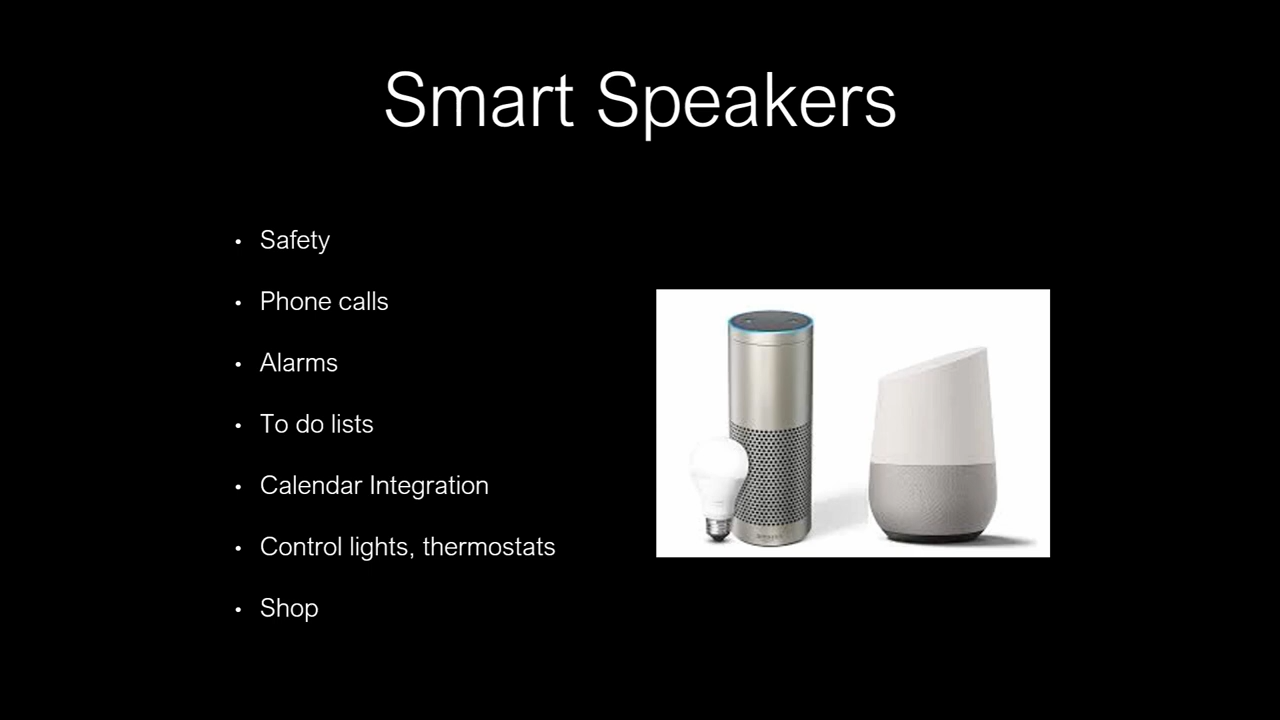 Smart Speakers
• Safety
• Phone calls
• Alarms
• To do lists
• Calendar Integration
• Control lights, thermostats
• Shop